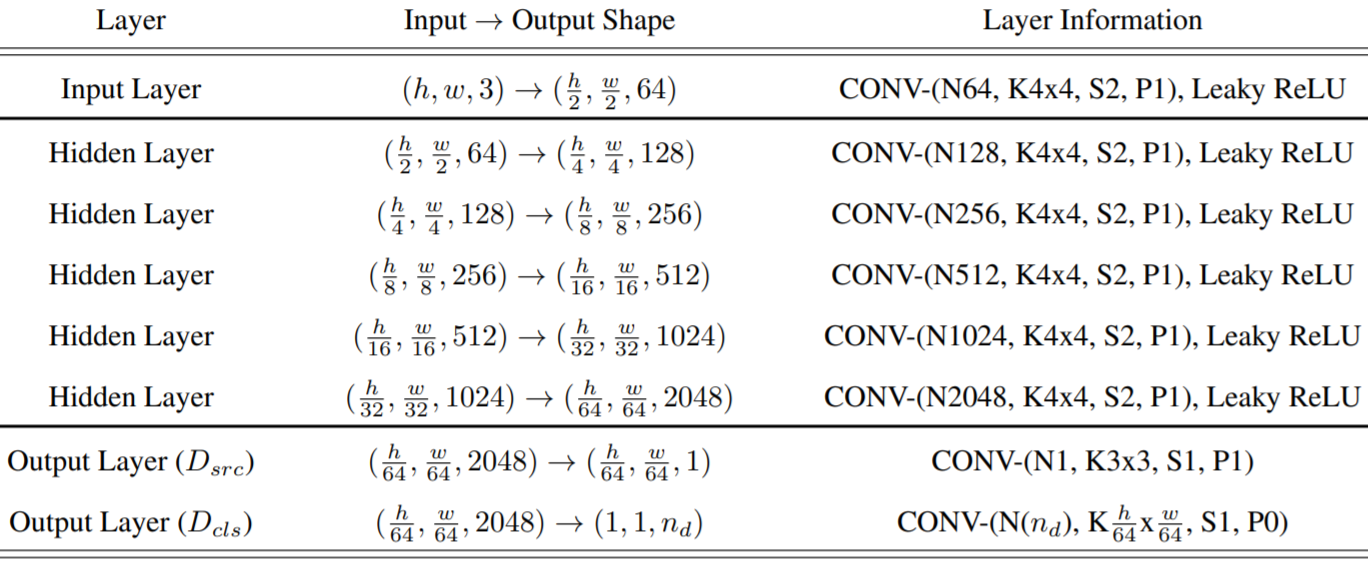 Layer Input → Output Shape Layer Information
Input Layer (h, w, 3) → (h/2, w/2, 64) CONV-(N64, K4x4, S2, P1), Leaky ReLU
Hidden Layer (h/2, w/2, 64) → (h/4, w/4, 128) CONV-(N128, K4x4, S2, P1), Leaky ReLU
Hidden Layer (h/4, w/4, 128) → (h/8, w/8, 256) CONV-(N256, K4x4, S2, P1), Leaky ReLU
Hidden Layer (h/8, w/8, 256) → (h/16, w/16, 512) CONV-(N512, K4x4, S2, P1), Leaky ReLU
Hidden Layer (h/16, w/16, 512) → (h/32, w/32, 1024) CONV-(N1024, K4x4, S2, P1), Leaky ReLU
Hidden Layer (h/32, w/32, 1024) → (h/64, w/64, 2048) CONV-(N2048, K4x4, S2, P1), Leaky ReLU
Output Layer (D_src) (h/64, w/64, 2048) → (h/64, w/64, 1) CONV-(N1, K3x3, S1, P1)
Output Layer (D_cls) (h/64, w/64, 2048) → (1, 1, n_d) CONV-(N(n_d), Kh/64xw/64, S1, P0)